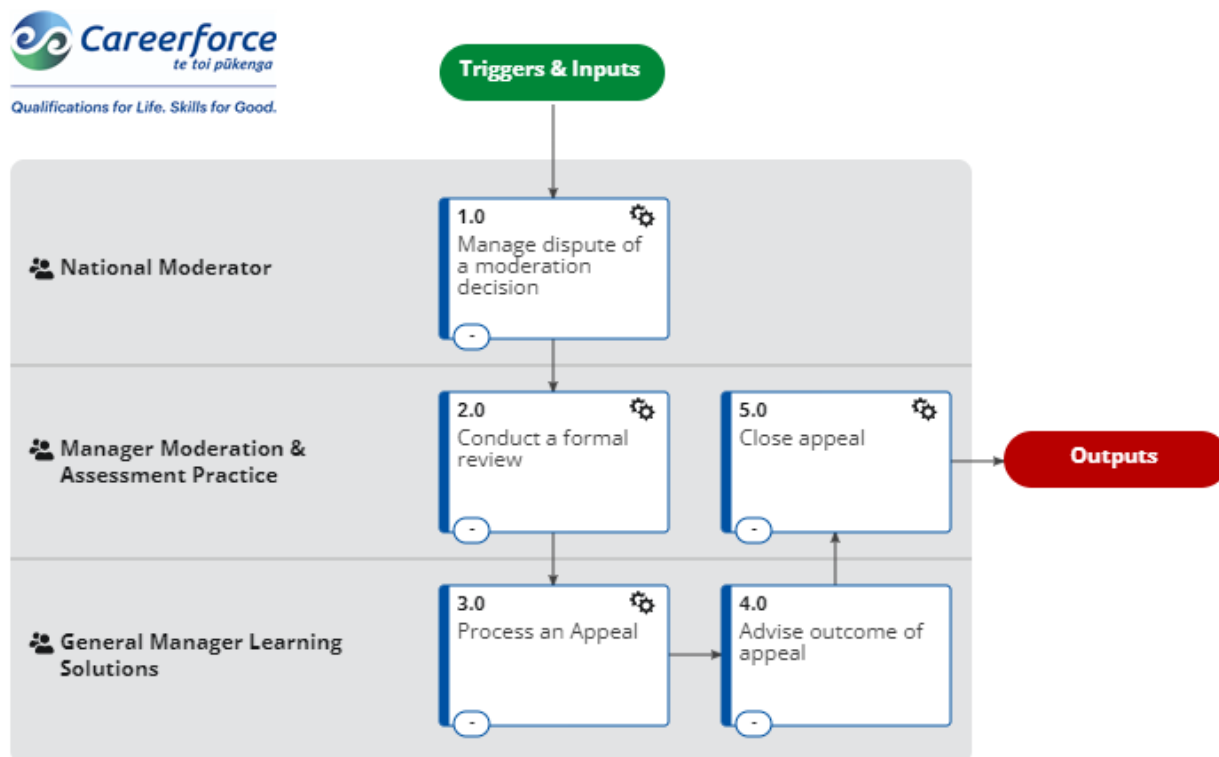 Careerforce
te toi pūkenga
Qualifications for Life. Skills for Good.
Triggers & Inputs
National Moderator
1.0
Manage dispute of
a moderation
decision
-
Manager Moderation &
Assessment Practice
2.0
Conduct a formal
review
-
5.0
Close appeal
-
Outputs
General Manager Learning
Solutions
3.0
Process an Appeal
-
4.0
Advise outcome of
appeal
-